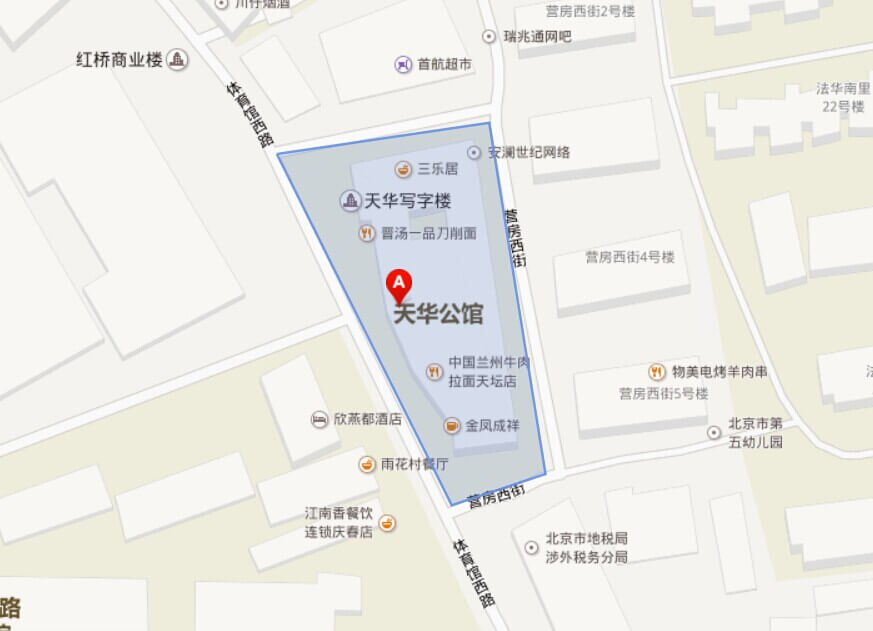 川仔烟酒
营房西街2号楼
瑞兆通网吧
红桥商业楼
首航超市
体育馆西路
法华南里
22号楼
安澜世纪网络
三乐居
天华写字楼
晋汤一品刀削面
营房西街
营房西街4号楼
A
天华公馆
中国兰州牛肉
拉面天坛店
物美电烤羊肉串
营房西街5号楼
欣燕都酒店
金凤成祥
北京市第
五幼儿园
雨花村餐厅
营房西街
江南香餐饮
连锁庆春店
北京市地税局
涉外税务分局
体育馆西路
路